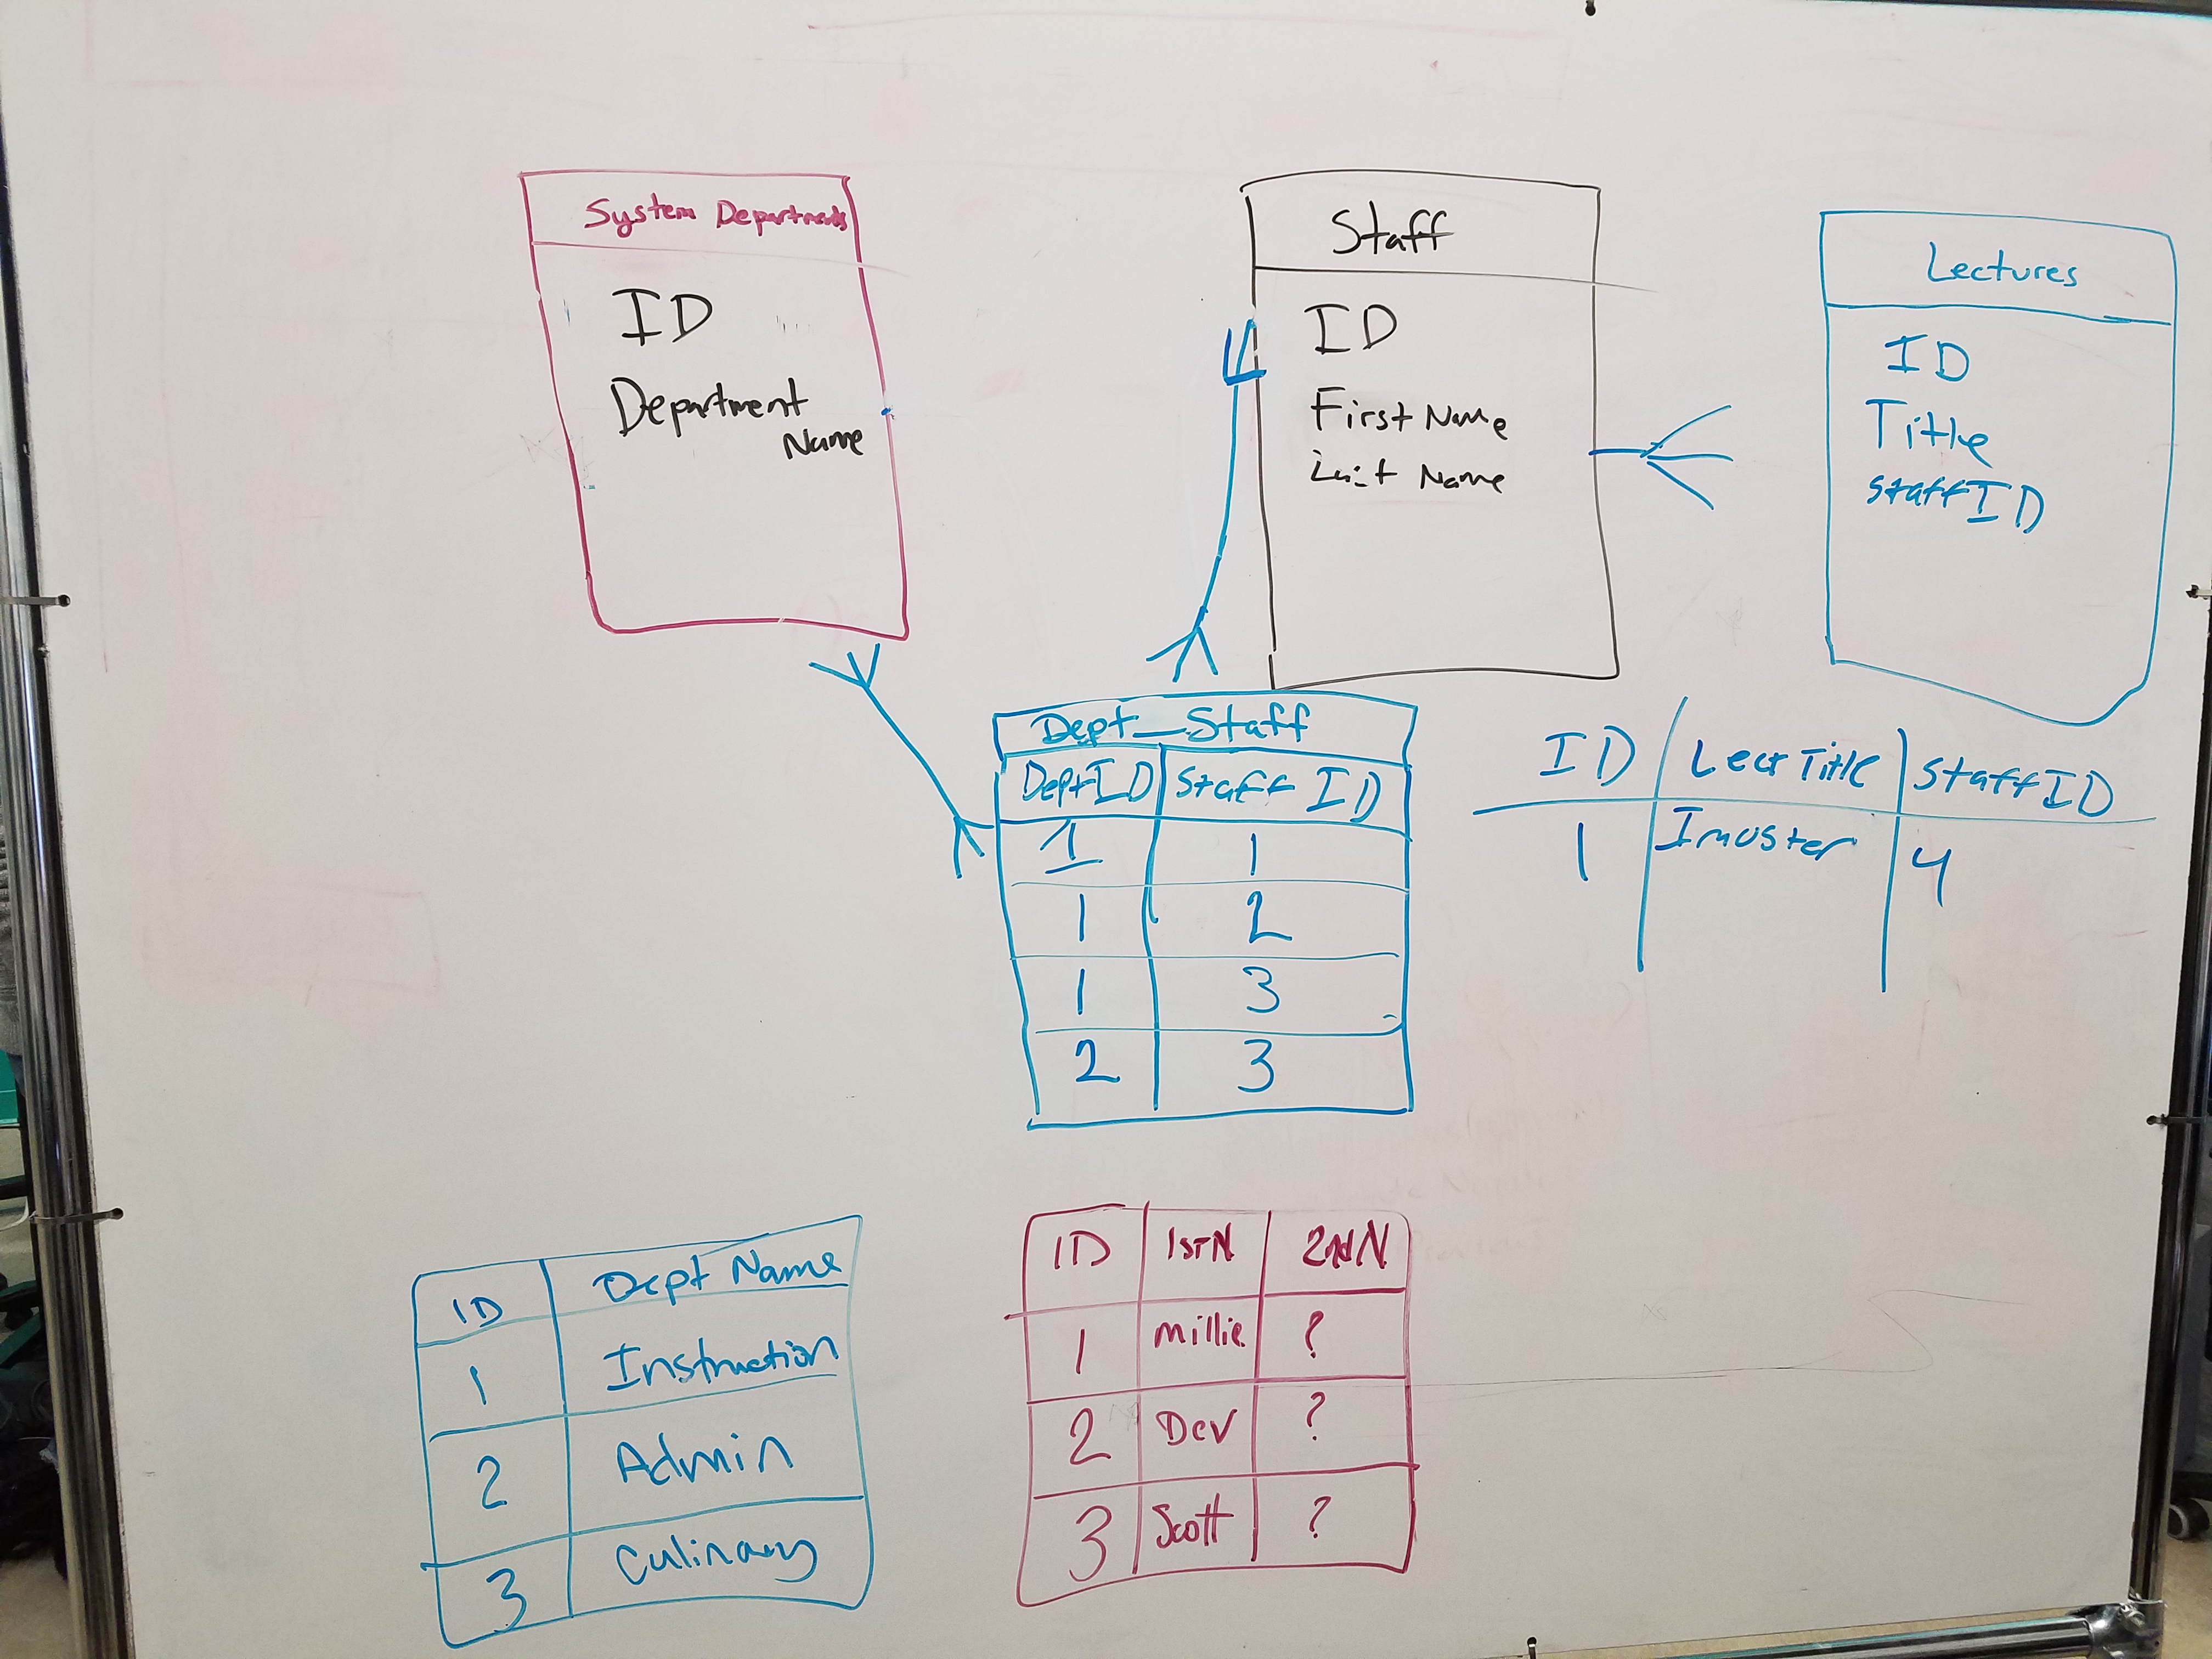 System Departments
ID
Department
Name
Staff
ID
First Name
Last Name
Lectures
ID
Title
staffID
Dept_Staff
DeptID Staff ID
1 1
1 2
1 3
2 3
ID Lect Title StaffID
1 Imoster 4
ID Dept Name
1 Instruction
2 Admin
3 Culinary
ID 1stN 2ndN
1 Millie ?
2 Dev ?
3 Scott ?